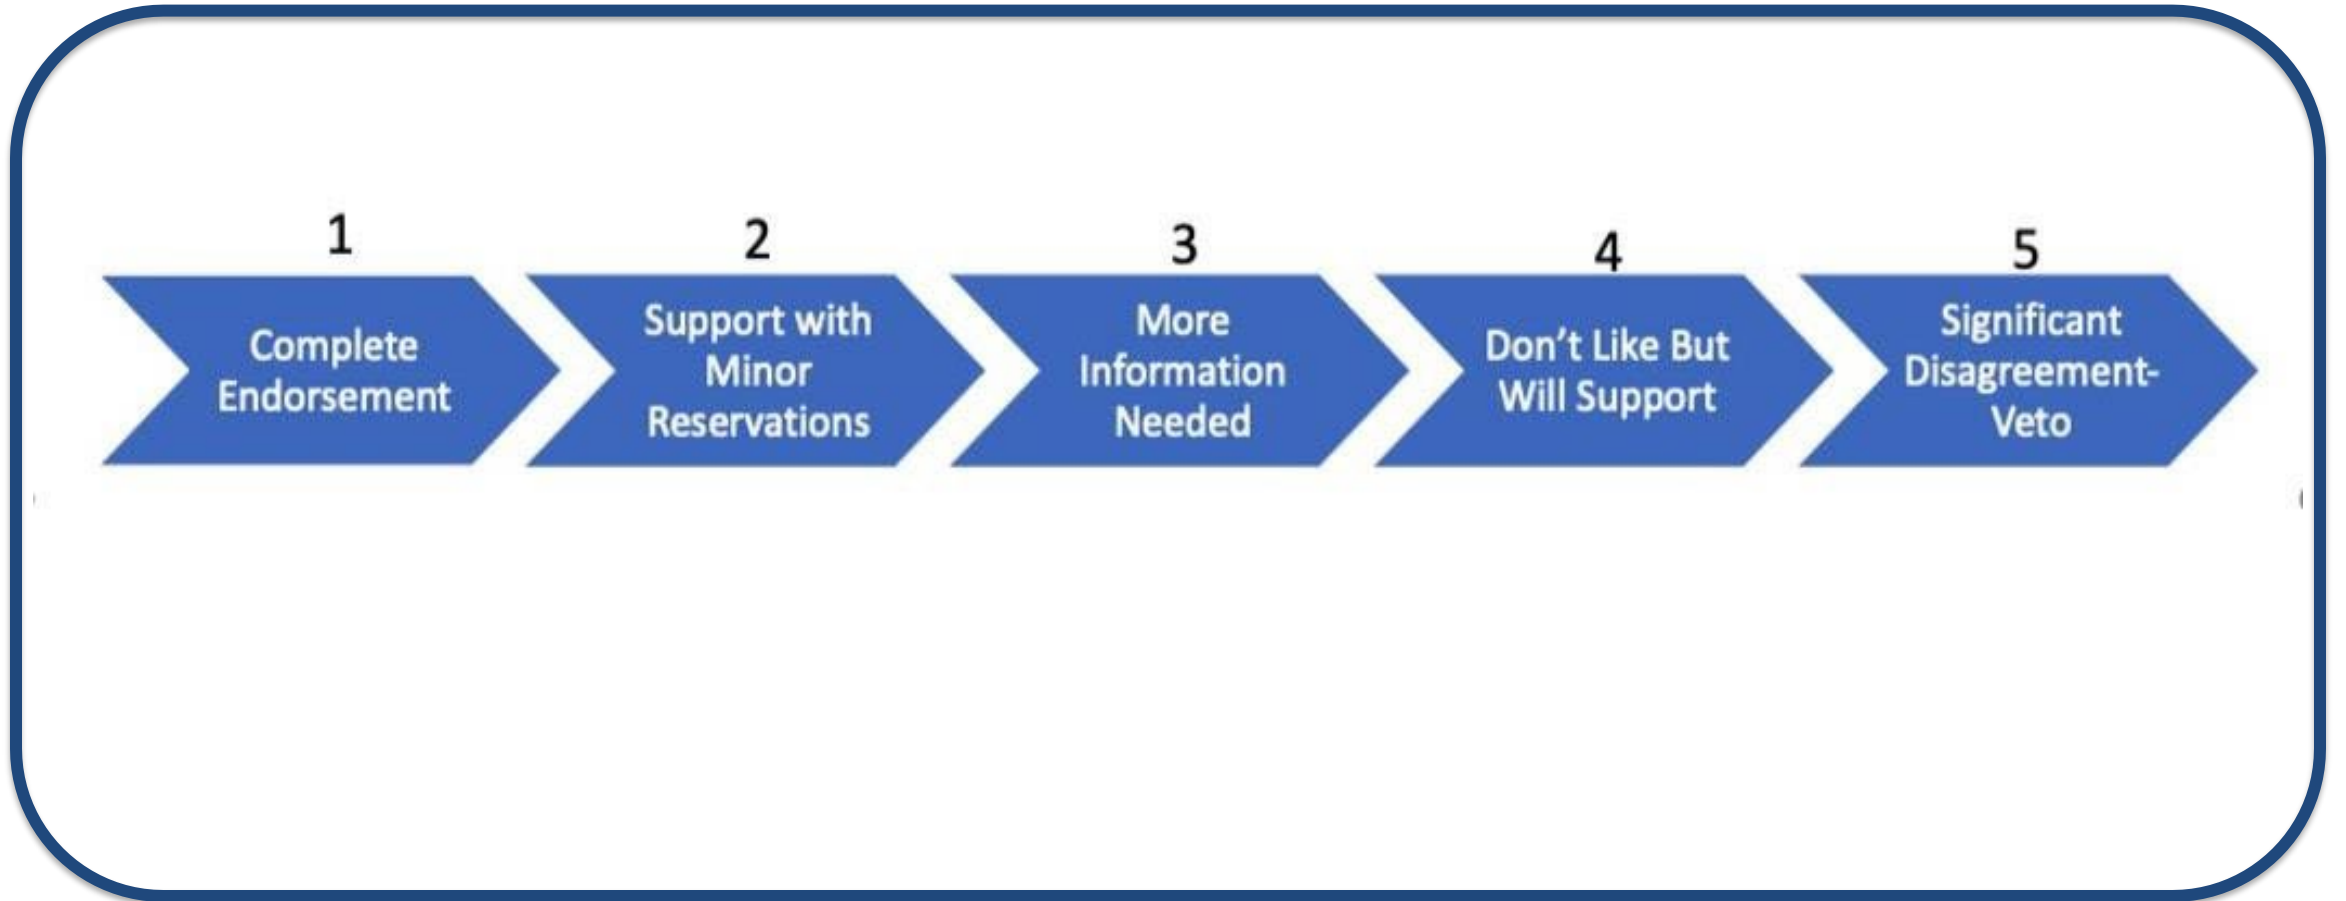 1
Complete
Endorsement
2
Support with
Minor
Reservations
3
More
Information
Needed
4
Don’t Like But
Will Support
5
Significant
Disagreement-
Veto